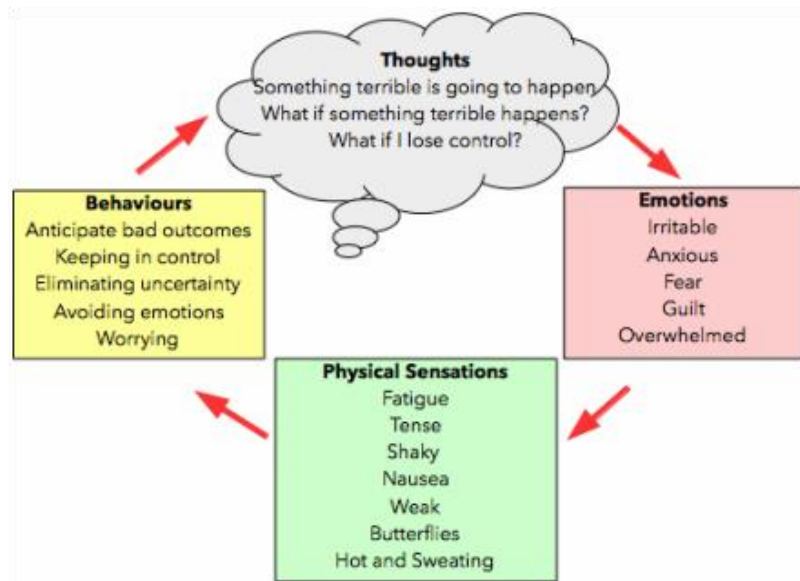 Thoughts
Something terrible is going to happen
What if something terrible happens?
What if I lose control?
Emotions
Irritable
Anxious
Fear
Guilt
Overwhelmed
Physical Sensations
Fatigue
Tense
Shaky
Nausea
Weak
Butterflies
Hot and Sweating
Behaviours
Anticipate bad outcomes
Keeping in control
Eliminating uncertainty
Avoiding emotions
Worrying